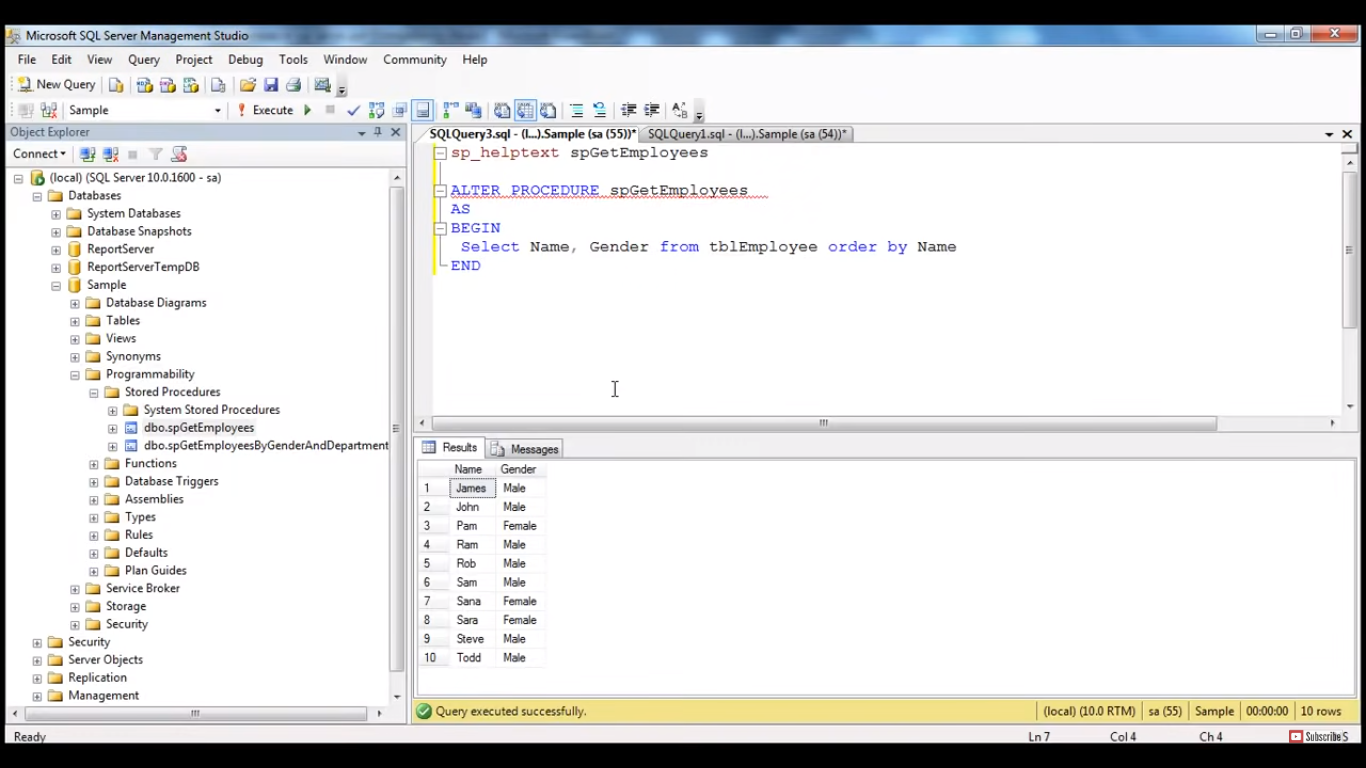 Microsoft SQL Server Management Studio
File Edit View Query Project Debug Tools Window Community Help
New Query
Sample Execute
Object Explorer
Connect
(local) (SQL Server 10.0.1600 - sa)
Databases
System Databases
Database Snapshots
ReportServer
ReportServerTempDB
Sample
Database Diagrams
Tables
Views
Synonyms
Programmability
Stored Procedures
System Stored Procedures
dbo.spGetEmployees
dbo.spGetEmployeesByGenderAndDepartment
Functions
Database Triggers
Assemblies
Types
Rules
Defaults
Plan Guides
Service Broker
Storage
Security
Security
Server Objects
Replication
Management
SQLQuery3.sql - (l...).Sample (sa (55))* SQLQuery1.sql - (l...).Sample (sa (54))*
sp_helptext spGetEmployees
ALTER PROCEDURE spGetEmployees
AS
BEGIN
Select Name, Gender from tblEmployee order by Name
END
Results Messages
Name Gender
1 James Male
2 John Male
3 Pam Female
4 Ram Male
5 Rob Male
6 Sam Male
7 Sana Female
8 Sara Female
9 Steve Male
10 Todd Male
Query executed successfully. (local) (10.0 RTM) sa (55) Sample 00:00:00 10 rows
Ready Ln 7 Col 4 Ch 4 Subscribe